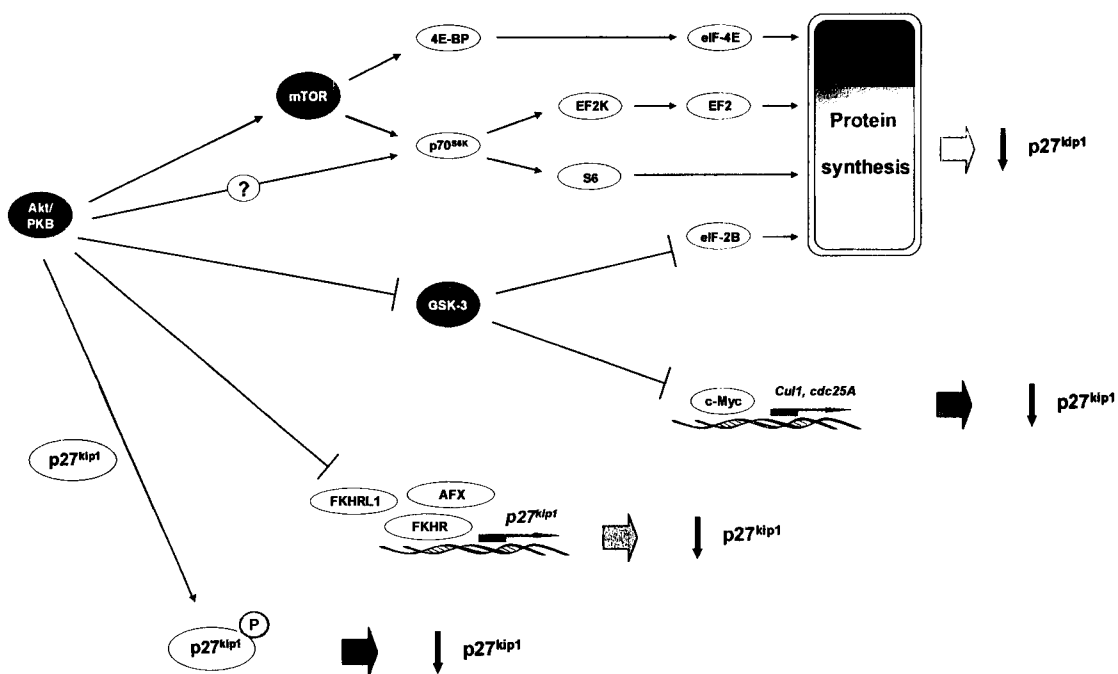 4E-BP
eIF-4E
mTOR
EF2K
EF2
Protein
synthesis
p27kip1
p70S6K
?
S6
Akt/
PKB
eIF-2B
GSK-3
c-Myc
Cul1, cdc25A
p27kip1
p27kip1
FKHRL1
AFX
FKHR
p27kip1
p27kip1
P
p27kip1
p27kip1